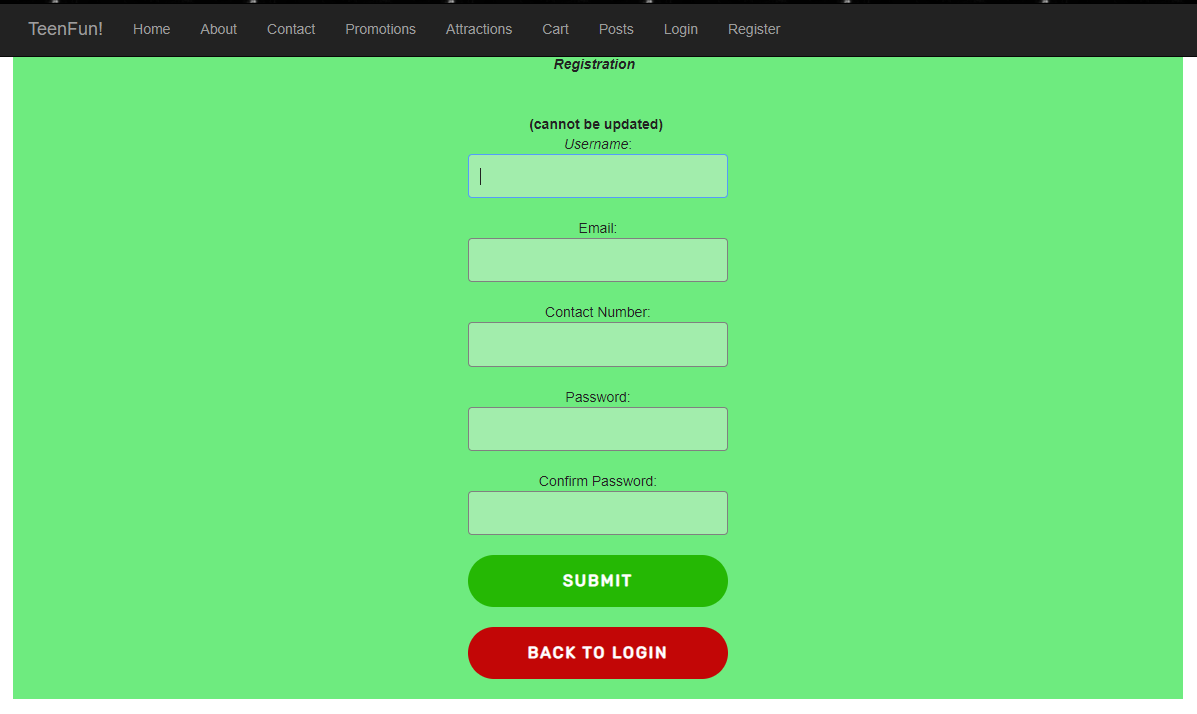 TeenFun! Home About Contact Promotions Attractions Cart Posts Login Register
Registration
(cannot be updated)
Username:
Email:
Contact Number:
Password:
Confirm Password:
SUBMIT
BACK TO LOGIN